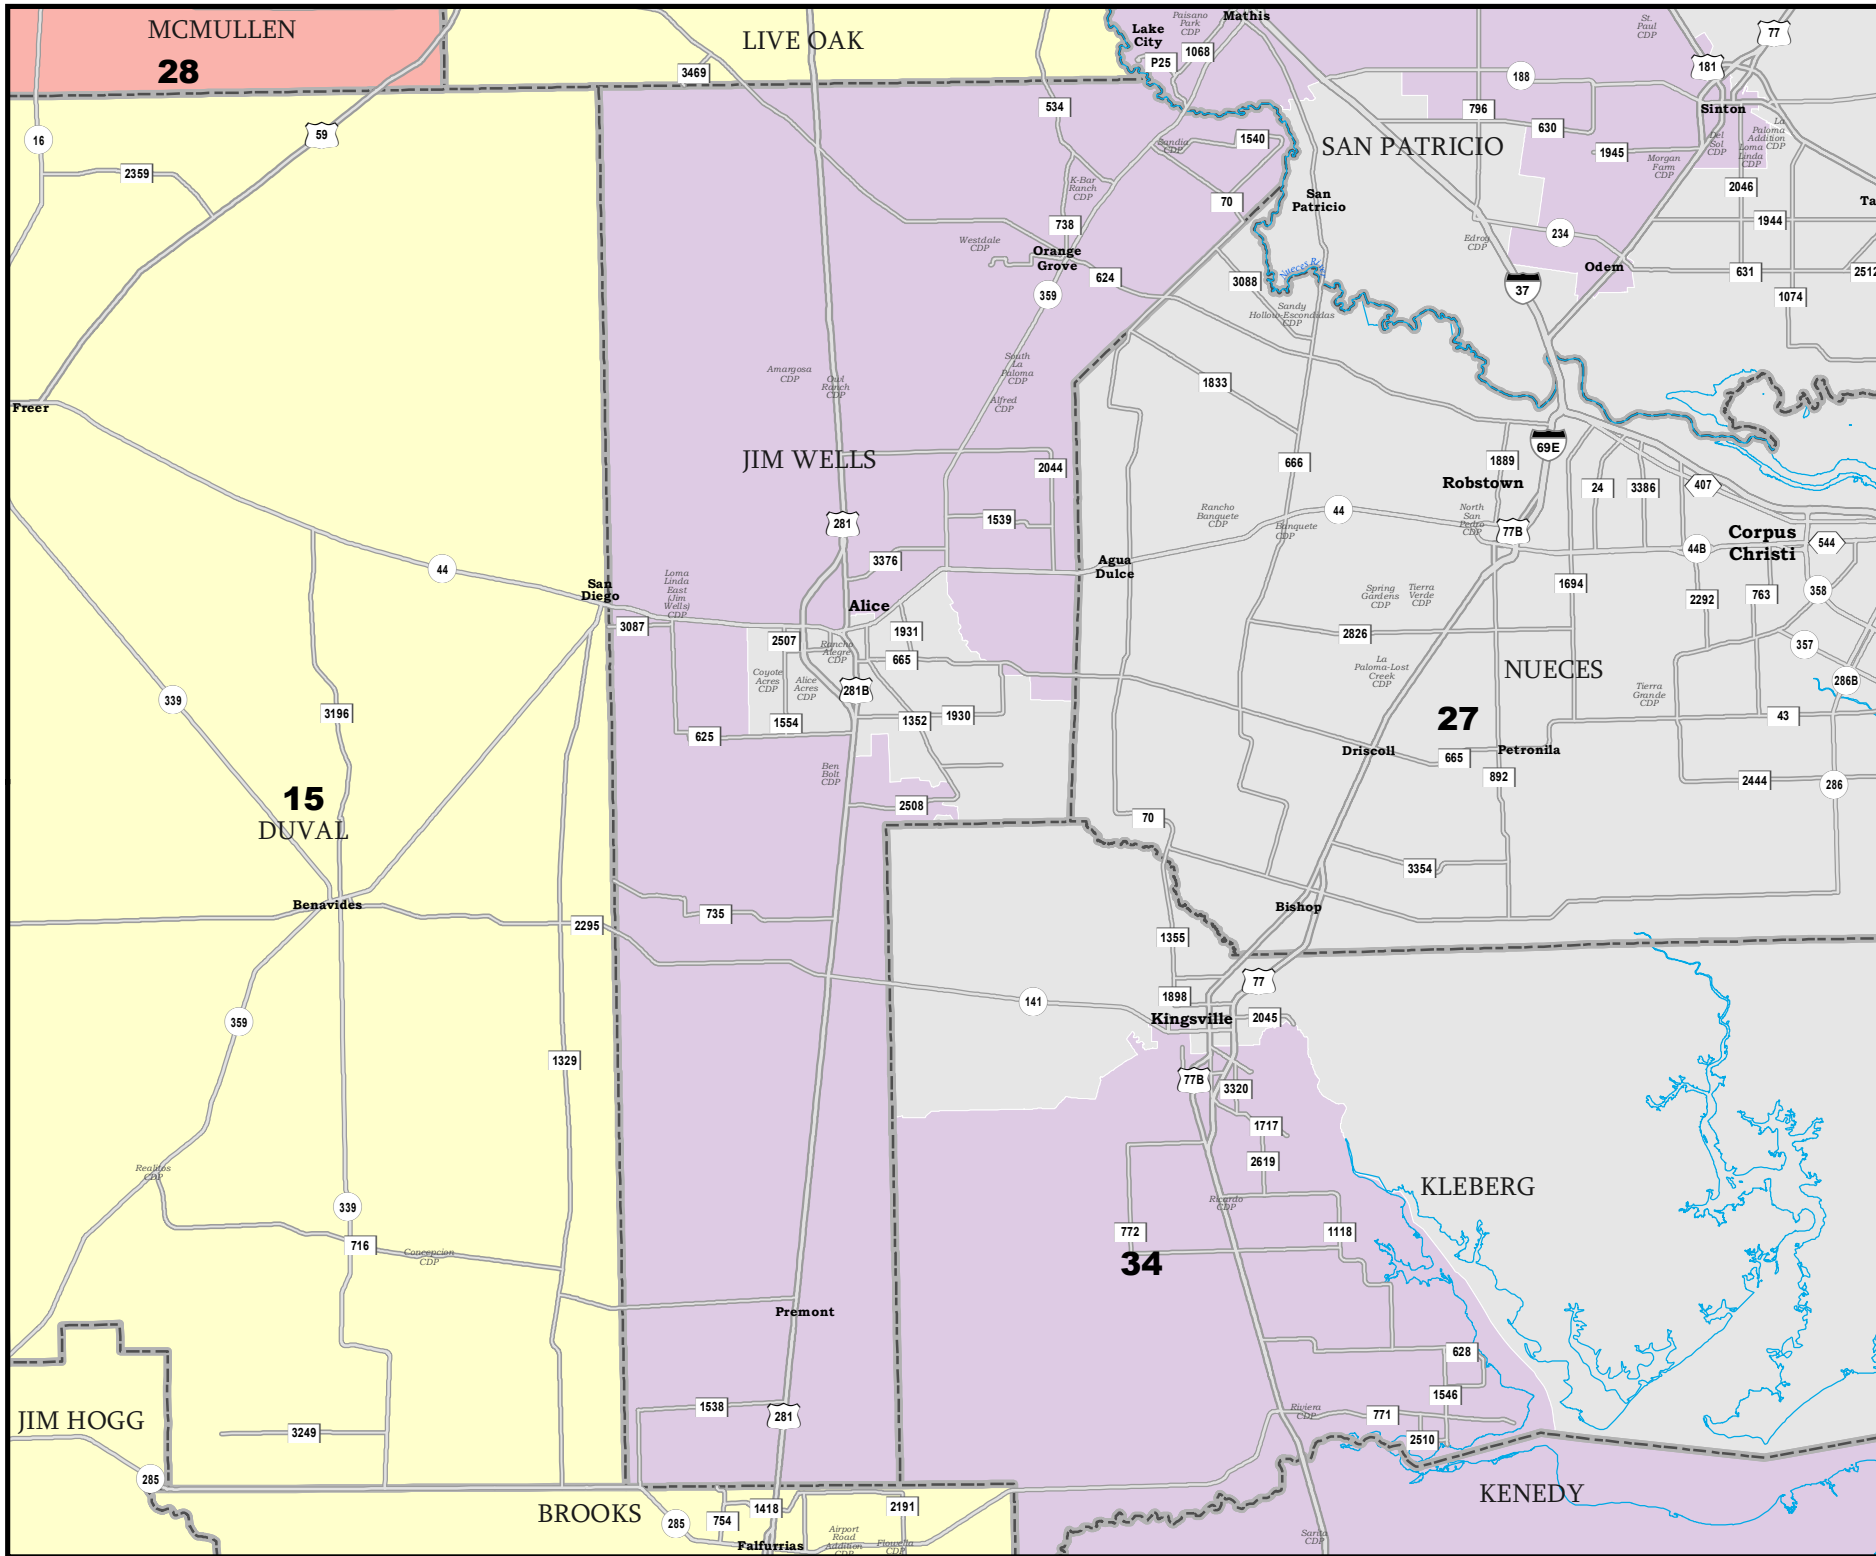 MCMULLEN
28
LIVE OAK
3469
534
Lake
City
P25
1068
Paisano
Park
CDP
Mathis
St.
Paul
CDP
77
181
188
796
630
Sinton
16
59
2359
Sandia
CDP
1540
SAN PATRICIO
1945
Morgan
Farm
CDP
Del
Sol
CDP
La
Paloma
Addition
Loma
Linda
CDP
2046
K-Bar
Ranch
CDP
70
San
Patricio
1944
Ta
738
Westdale
CDP
Orange
Grove
624
359
Edroy
CDP
234
Odem
631
2512
1074
3088
Nueces River
37
Sandy
Hollow-Escondidas
CDP
Amargosa
CDP
Owl
Ranch
CDP
South
La
Paloma
CDP
Alfred
CDP
1833
Freer
JIM WELLS
2044
666
69E
1889
Robstown
24
3386
407
281
1539
Rancho
Banquete
CDP
Banquete
CDP
44
North
San
Pedro
CDP
77B
44B
Corpus
Christi
544
44
3376
Agua
Dulce
San
Diego
Loma
Linda
East
(Jim
Wells)
CDP
Alice
3087
2507
Rancho
Alegre
CDP
1931
665
Spring
Gardens
CDP
Tierra
Verde
CDP
1694
2292
763
358
2826
La
Paloma-Lost
Creek
CDP
NUECES
357
339
3196
Coyote
Acres
CDP
Alice
Acres
CDP
281B
1554
1352
1930
625
Tierra
Grande
CDP
286B
27
43
Driscoll
665
Petronila
892
2444
286
15
DUVAL
Ben
Bolt
CDP
2508
70
3354
Benavides
2295
735
Bishop
1355
359
141
1898
77
Kingsville
2045
1329
77B
3320
1717
2619
Realitos
CDP
Ricardo
CDP
KLEBERG
339
716
Concepcion
CDP
772
34
1118
Premont
628
1546
JIM HOGG
3249
1538
281
Riviera
CDP
771
2510
285
BROOKS
285
754
1418
2191
KENEDY
Falfurrias
Airport
Road
Addition
CDP
Flowella
CDP
Sarita
CDP